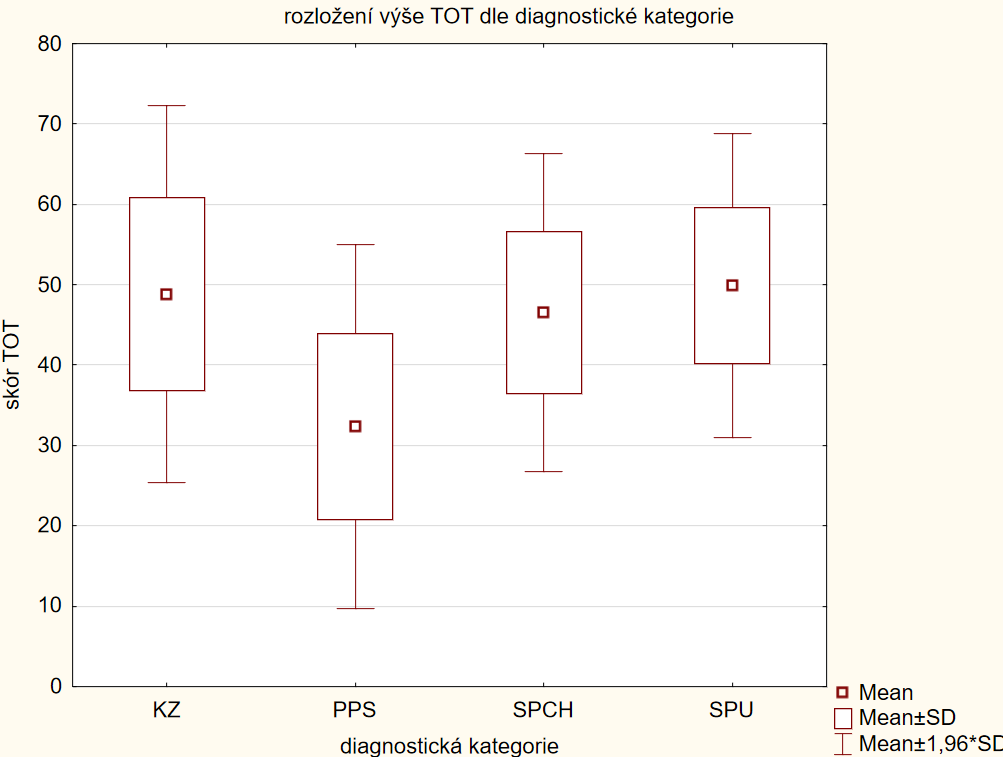 rozložení výše TOT dle diagnostické kategorie
80
70
60
50
40
30
20
10
0
skór TOT
KZ PPS SPCH SPU
diagnostická kategorie
Mean
Mean±SD
Mean±1,96*SD